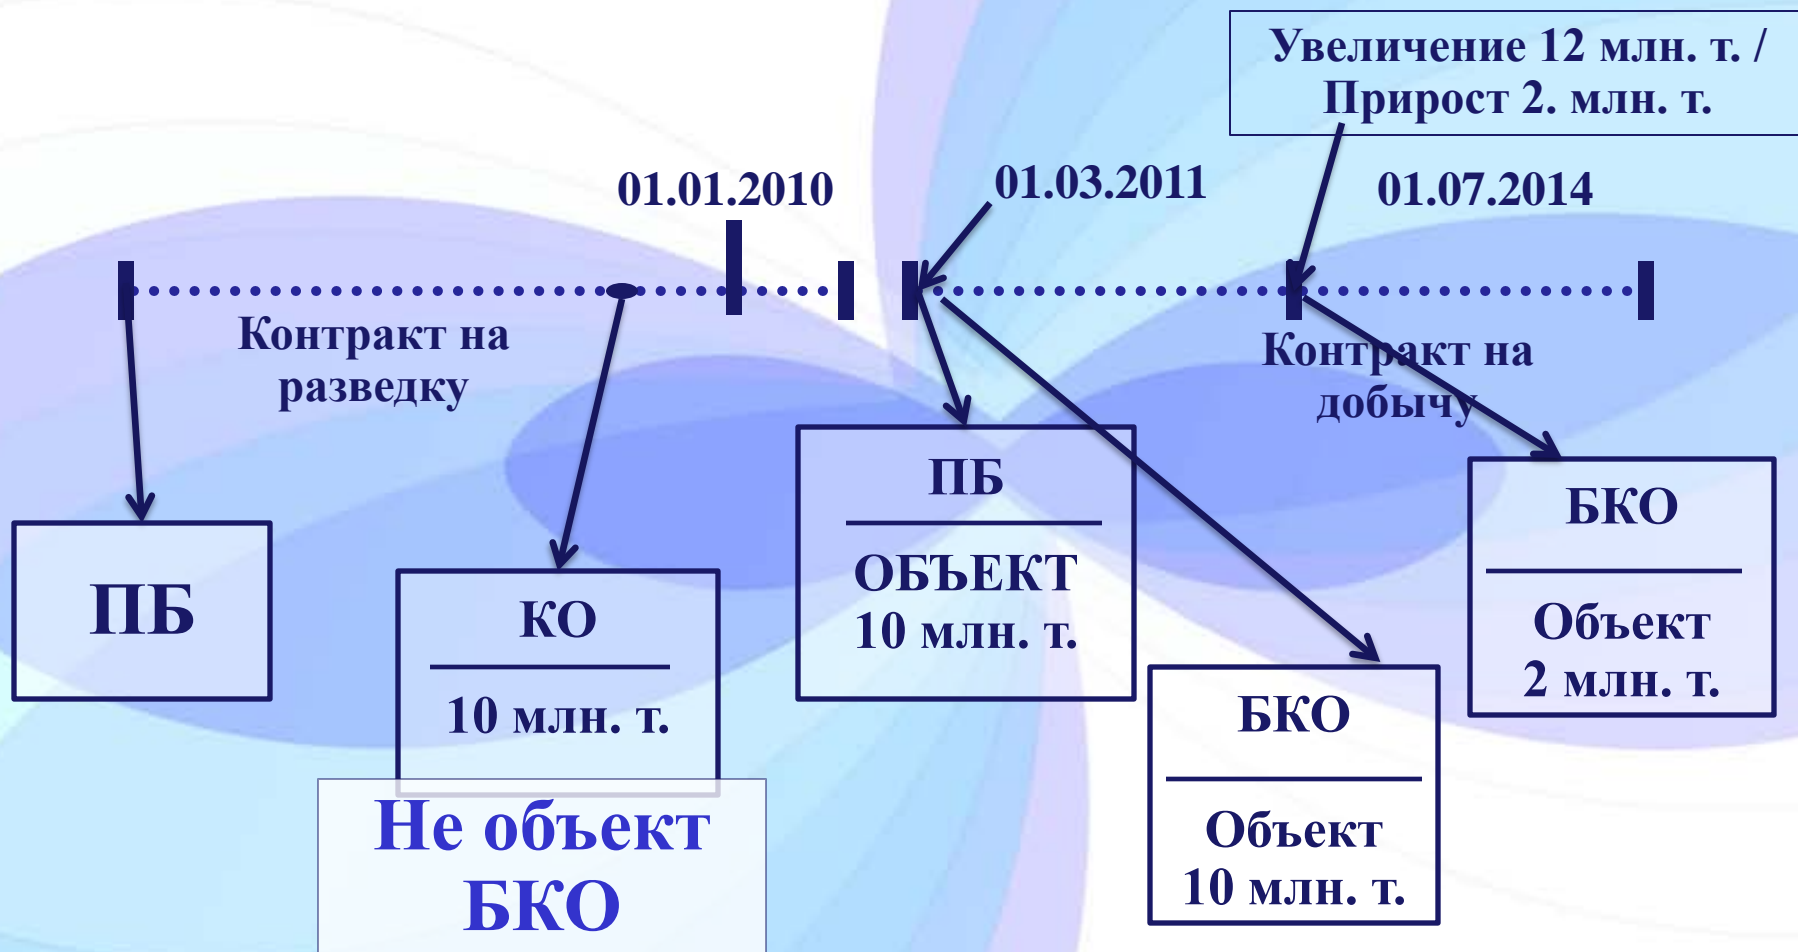 Увеличение 12 млн. т. /
Прирост 2. млн. т.
01.01.2010
01.03.2011
01.07.2014
Контракт на
разведку
Контракт на
добычу
ПБ
КО
10 млн. т.
Не объект
БКО
ПБ
ОБЪЕКТ
10 млн. т.
БКО
Объект
10 млн. т.
БКО
Объект
2 млн. т.